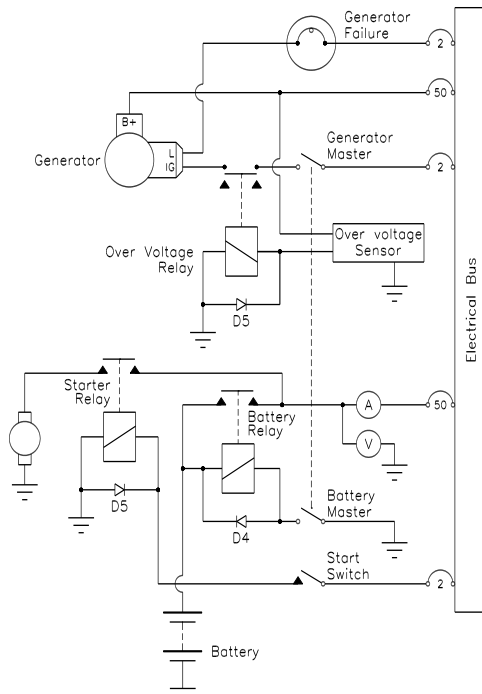 Generator
Failure
2
50
B+
L
IG
Generator
Generator
Master
2
Over Voltage
Relay
Over voltage
Sensor
D5
Electrical Bus
Starter
Relay
Battery
Relay
A
50
V
D5
D4
Battery
Master
Start
Switch
2
Battery